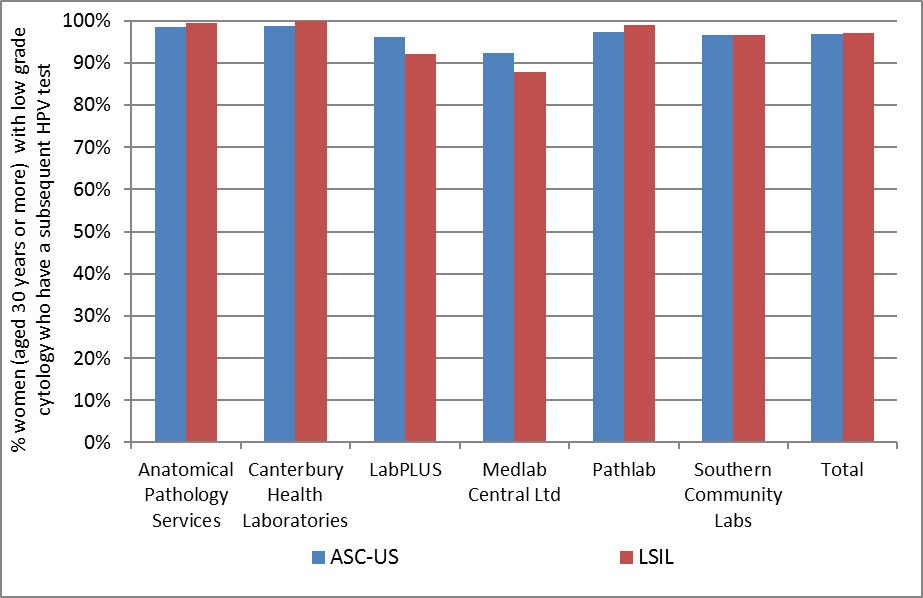 % women (aged 30 years or more) with low grade
cytology who have a subsequent HPV test
100%
90%
80%
70%
60%
50%
40%
30%
20%
10%
0%
Anatomical
Pathology
Services
Canterbury
Health
Laboratories
LabPLUS
Medlab
Central Ltd
Pathlab
Southern
Community
Labs
Total
ASC-US
LSIL